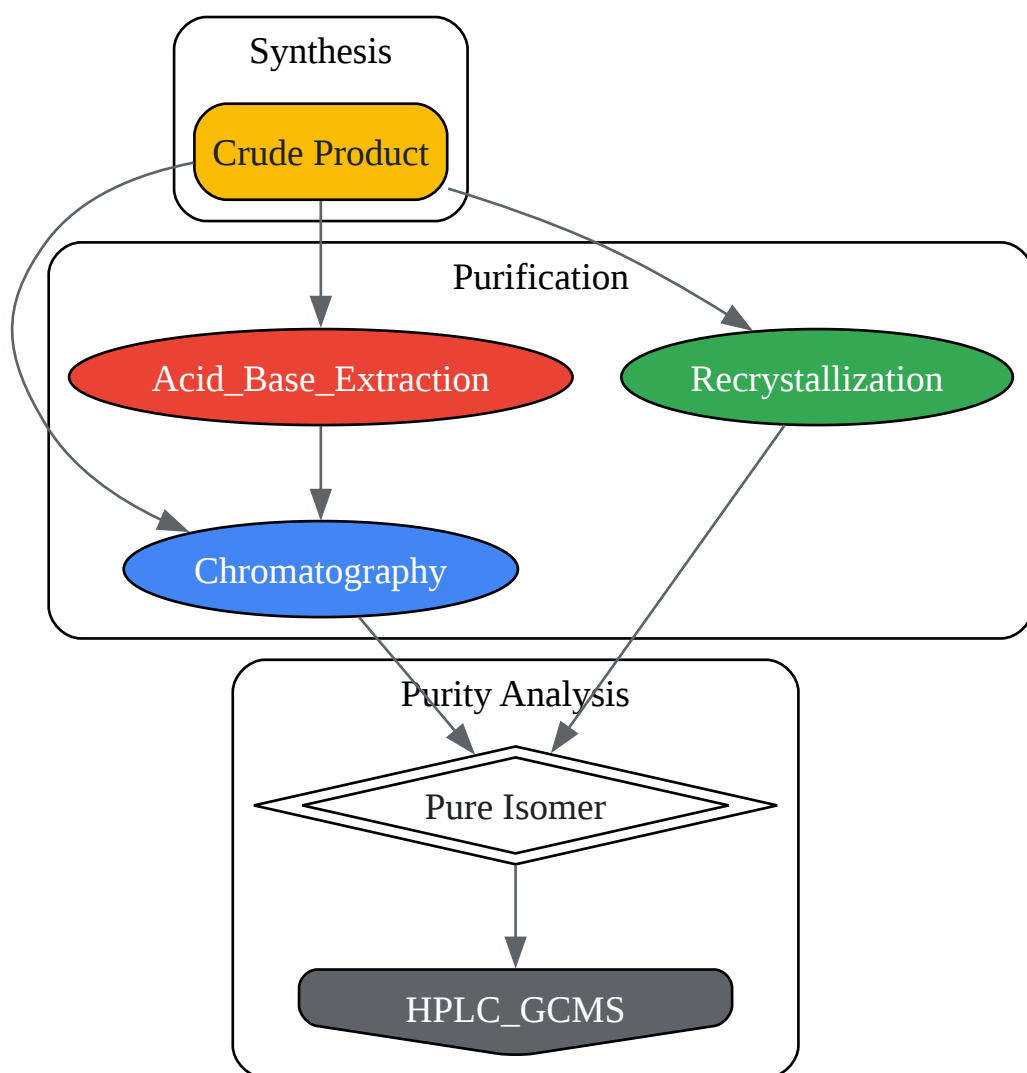 Synthesis
Crude Product
Purification
Acid_Base_Extraction
Recrystallization
Chromatography
Purity Analysis
Pure Isomer
HPLC_GCMS